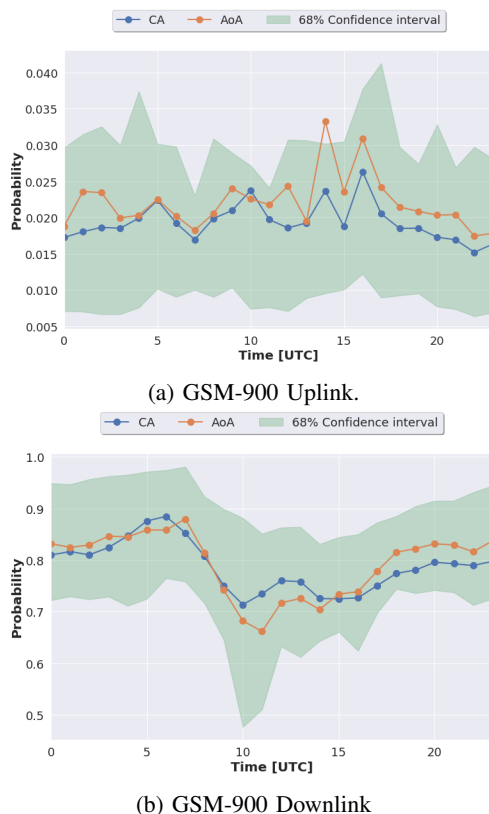 CA AoA 68% Confidence interval
0.040
0.035
0.030
0.025
0.020
0.015
0.010
0.005
Probability
0 5 10 15 20
Time [UTC]
(a) GSM-900 Uplink.
CA AoA 68% Confidence interval
1.0
0.9
0.8
0.7
0.6
0.5
Probability
0 5 10 15 20
Time [UTC]
(b) GSM-900 Downlink